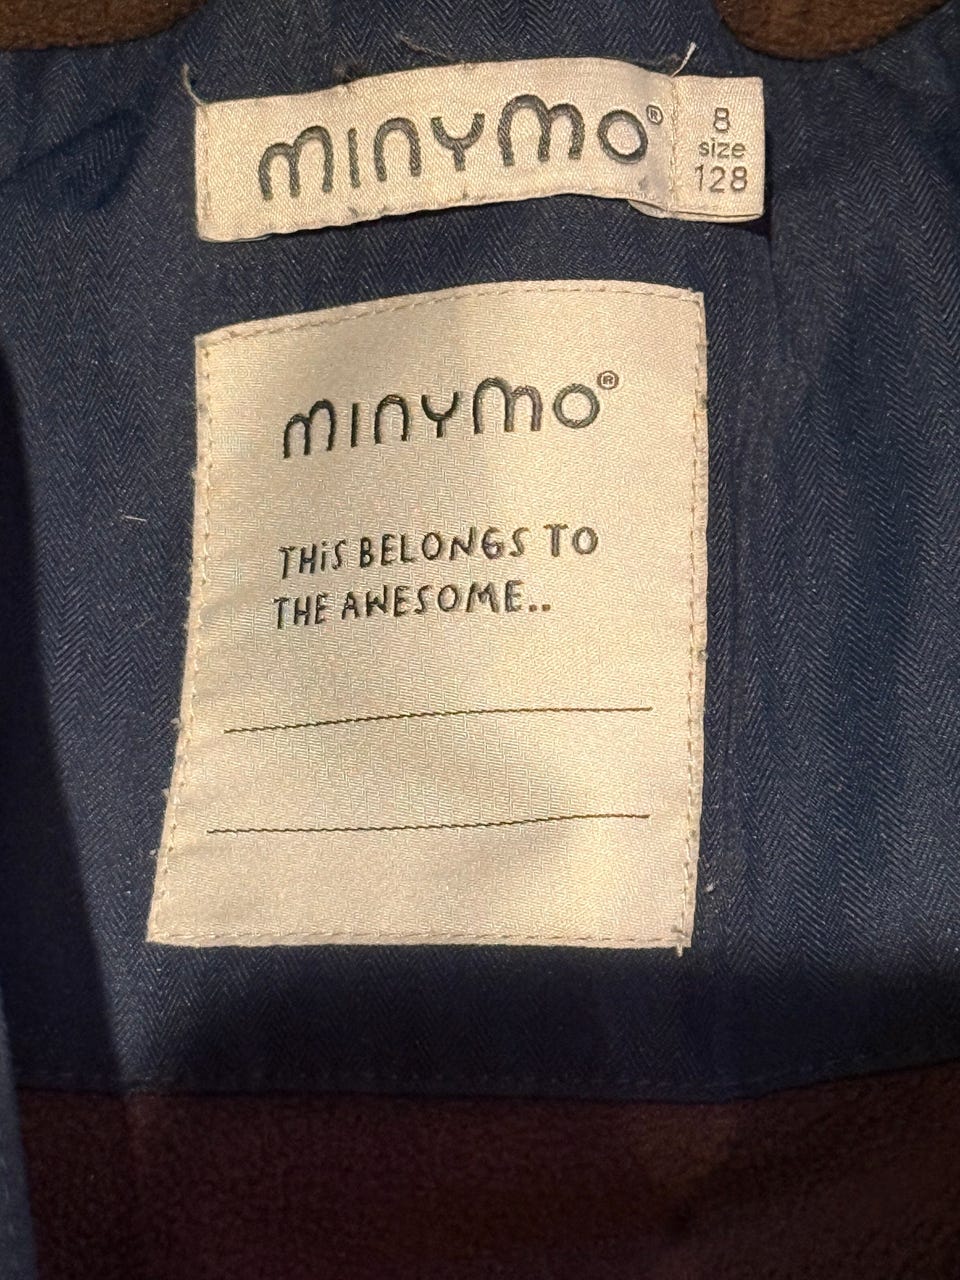 minymo®
8
size
128
minymo®
THiS BELONGS TO
THE AWESOME..